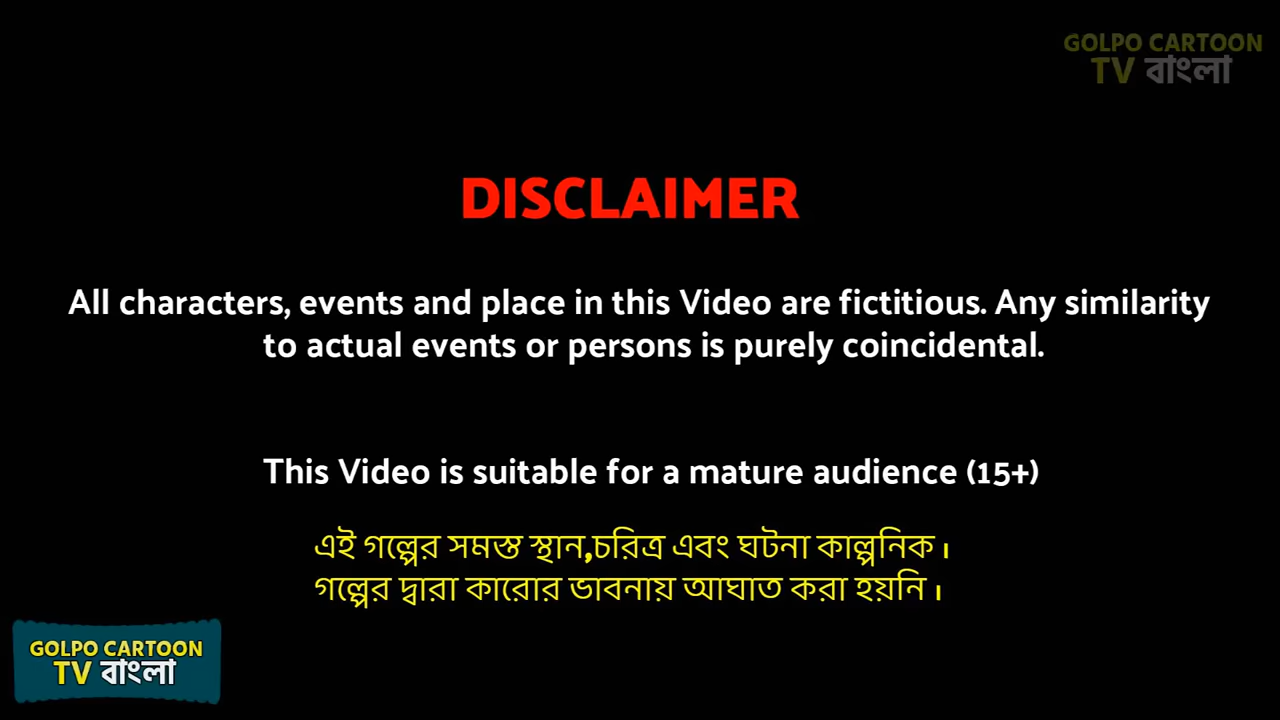 GOLPO CARTOON
TV বাংলা
DISCLAIMER
All characters, events and place in this Video are fictitious. Any similarity
to actual events or persons is purely coincidental.
This Video is suitable for a mature audience (15+)
এই গল্পের সমস্ত স্থান,চরিত্র এবং ঘটনা কাল্পনিক।
গল্পের দ্বারা কারোর ভাবনায় আঘাত করা হয়নি।
GOLPO CARTOON
TV বাংলা